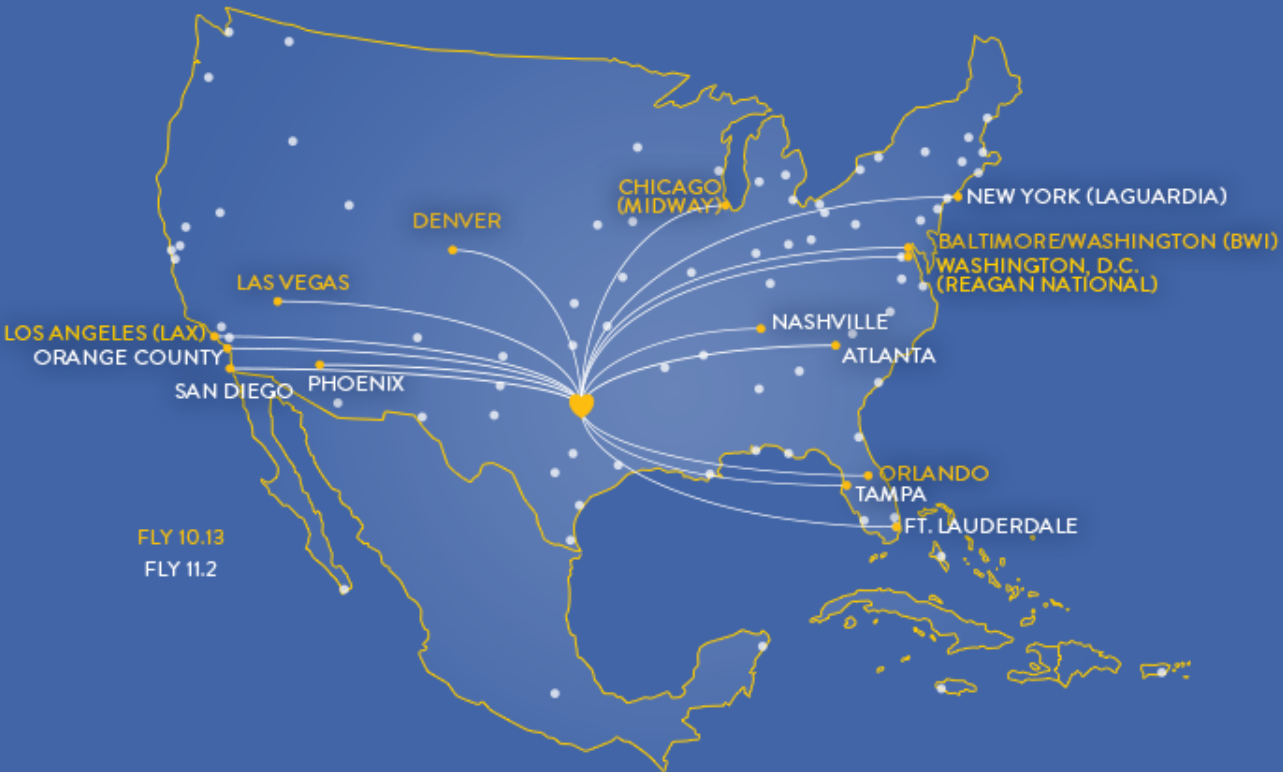 CHICAGO
(MIDWAY)
NEW YORK (LAGUARDIA)
DENVER
BALTIMORE/WASHINGTON (BWI)
WASHINGTON, D.C.
(REAGAN NATIONAL)
LAS VEGAS
NASHVILLE
LOS ANGELES (LAX)
ORANGE COUNTY
ATLANTA
SAN DIEGO
PHOENIX
ORLANDO
TAMPA
FT. LAUDERDALE
FLY 10.13
FLY 11.2